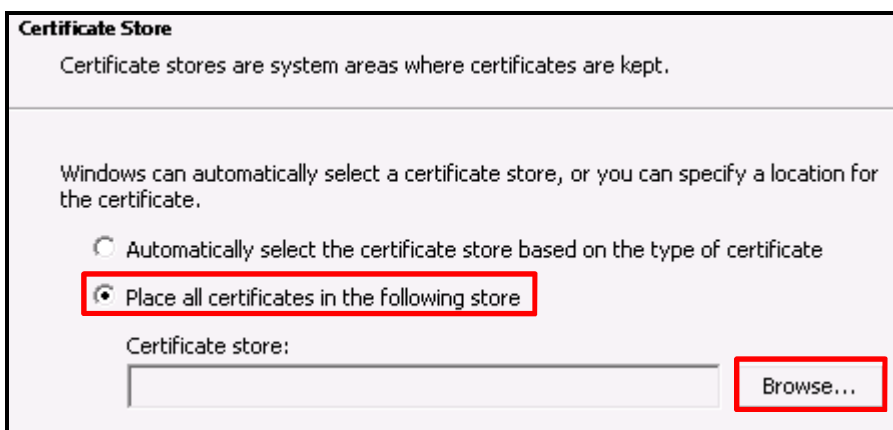 Certificate Store
Certificate stores are system areas where certificates are kept.
Windows can automatically select a certificate store, or you can specify a location for
the certificate.
Automatically select the certificate store based on the type of certificate
Place all certificates in the following store
Certificate store:
Browse...